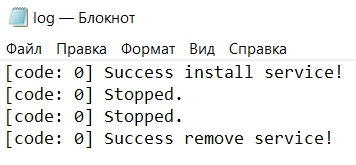 log — Блокнот
Файл Правка Формат Вид Справка
[code: 0] Success install service!
[code: 0] Stopped.
[code: 0] Stopped.
[code: 0] Success remove service!